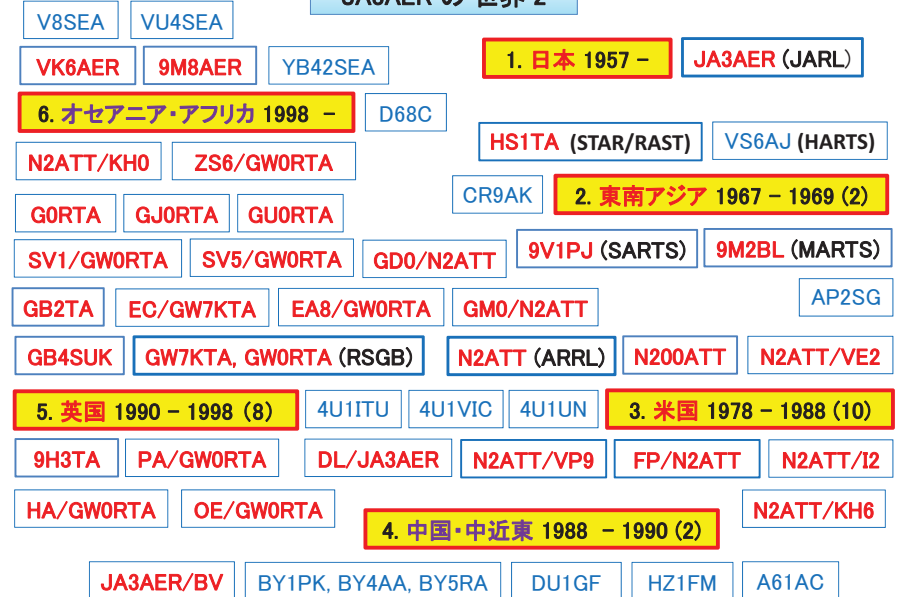 JA3AER の 世界 2
V8SEA VU4SEA
VK6AER 9M8AER YB42SEA 1. 日本 1957 – JA3AER (JARL)
6. オセアニア・アフリカ 1998 – D68C
HS1TA (STAR/RAST) VS6AJ (HARTS)
N2ATT/KH0 ZS6/GW0RTA
CR9AK 2. 東南アジア 1967 – 1969 (2)
G0RTA GJ0RTA GU0RTA
SV1/GW0RTA SV5/GW0RTA GD0/N2ATT 9V1PJ (SARTS) 9M2BL (MARTS)
AP2SG
GB2TA EC/GW7KTA EA8/GW0RTA GM0/N2ATT
GB4SUK GW7KTA, GW0RTA (RSGB) N2ATT (ARRL) N200ATT N2ATT/VE2
5. 英国 1990 – 1998 (8) 4U1ITU 4U1VIC 4U1UN 3. 米国 1978 – 1988 (10)
9H3TA PA/GW0RTA DL/JA3AER N2ATT/VP9 FP/N2ATT N2ATT/I2
HA/GW0RTA OE/GW0RTA N2ATT/KH6
4. 中国・中近東 1988 – 1990 (2)
JA3AER/BV BY1PK, BY4AA, BY5RA DU1GF HZ1FM A61AC